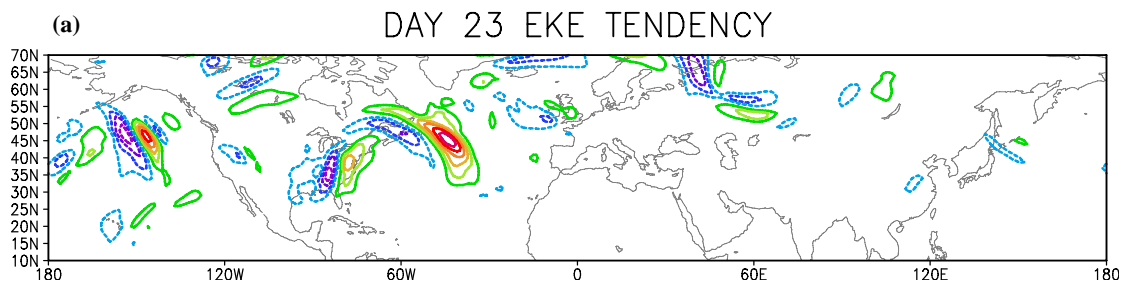 (a) DAY 23 EKE TENDENCY
70N
65N
60N
55N
50N
45N
40N
35N
30N
25N
20N
15N
10N
180 120W 60W 0 60E 120E 180